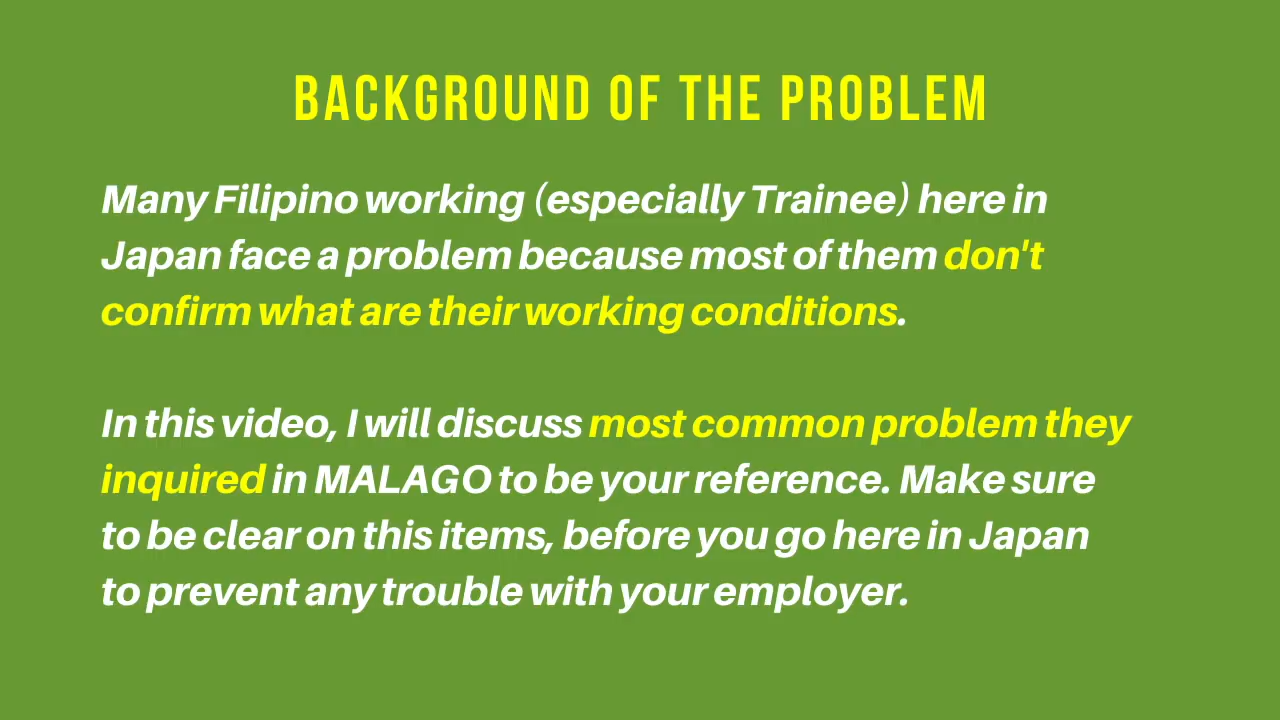 BACKGROUND OF THE PROBLEM
Many Filipino working (especially Trainee) here in
Japan face a problem because most of them don't
confirm what are their working conditions.
In this video, I will discuss most common problem they
inquired in MALAGO to be your reference. Make sure
to be clear on this items, before you go here in Japan
to prevent any trouble with your employer.